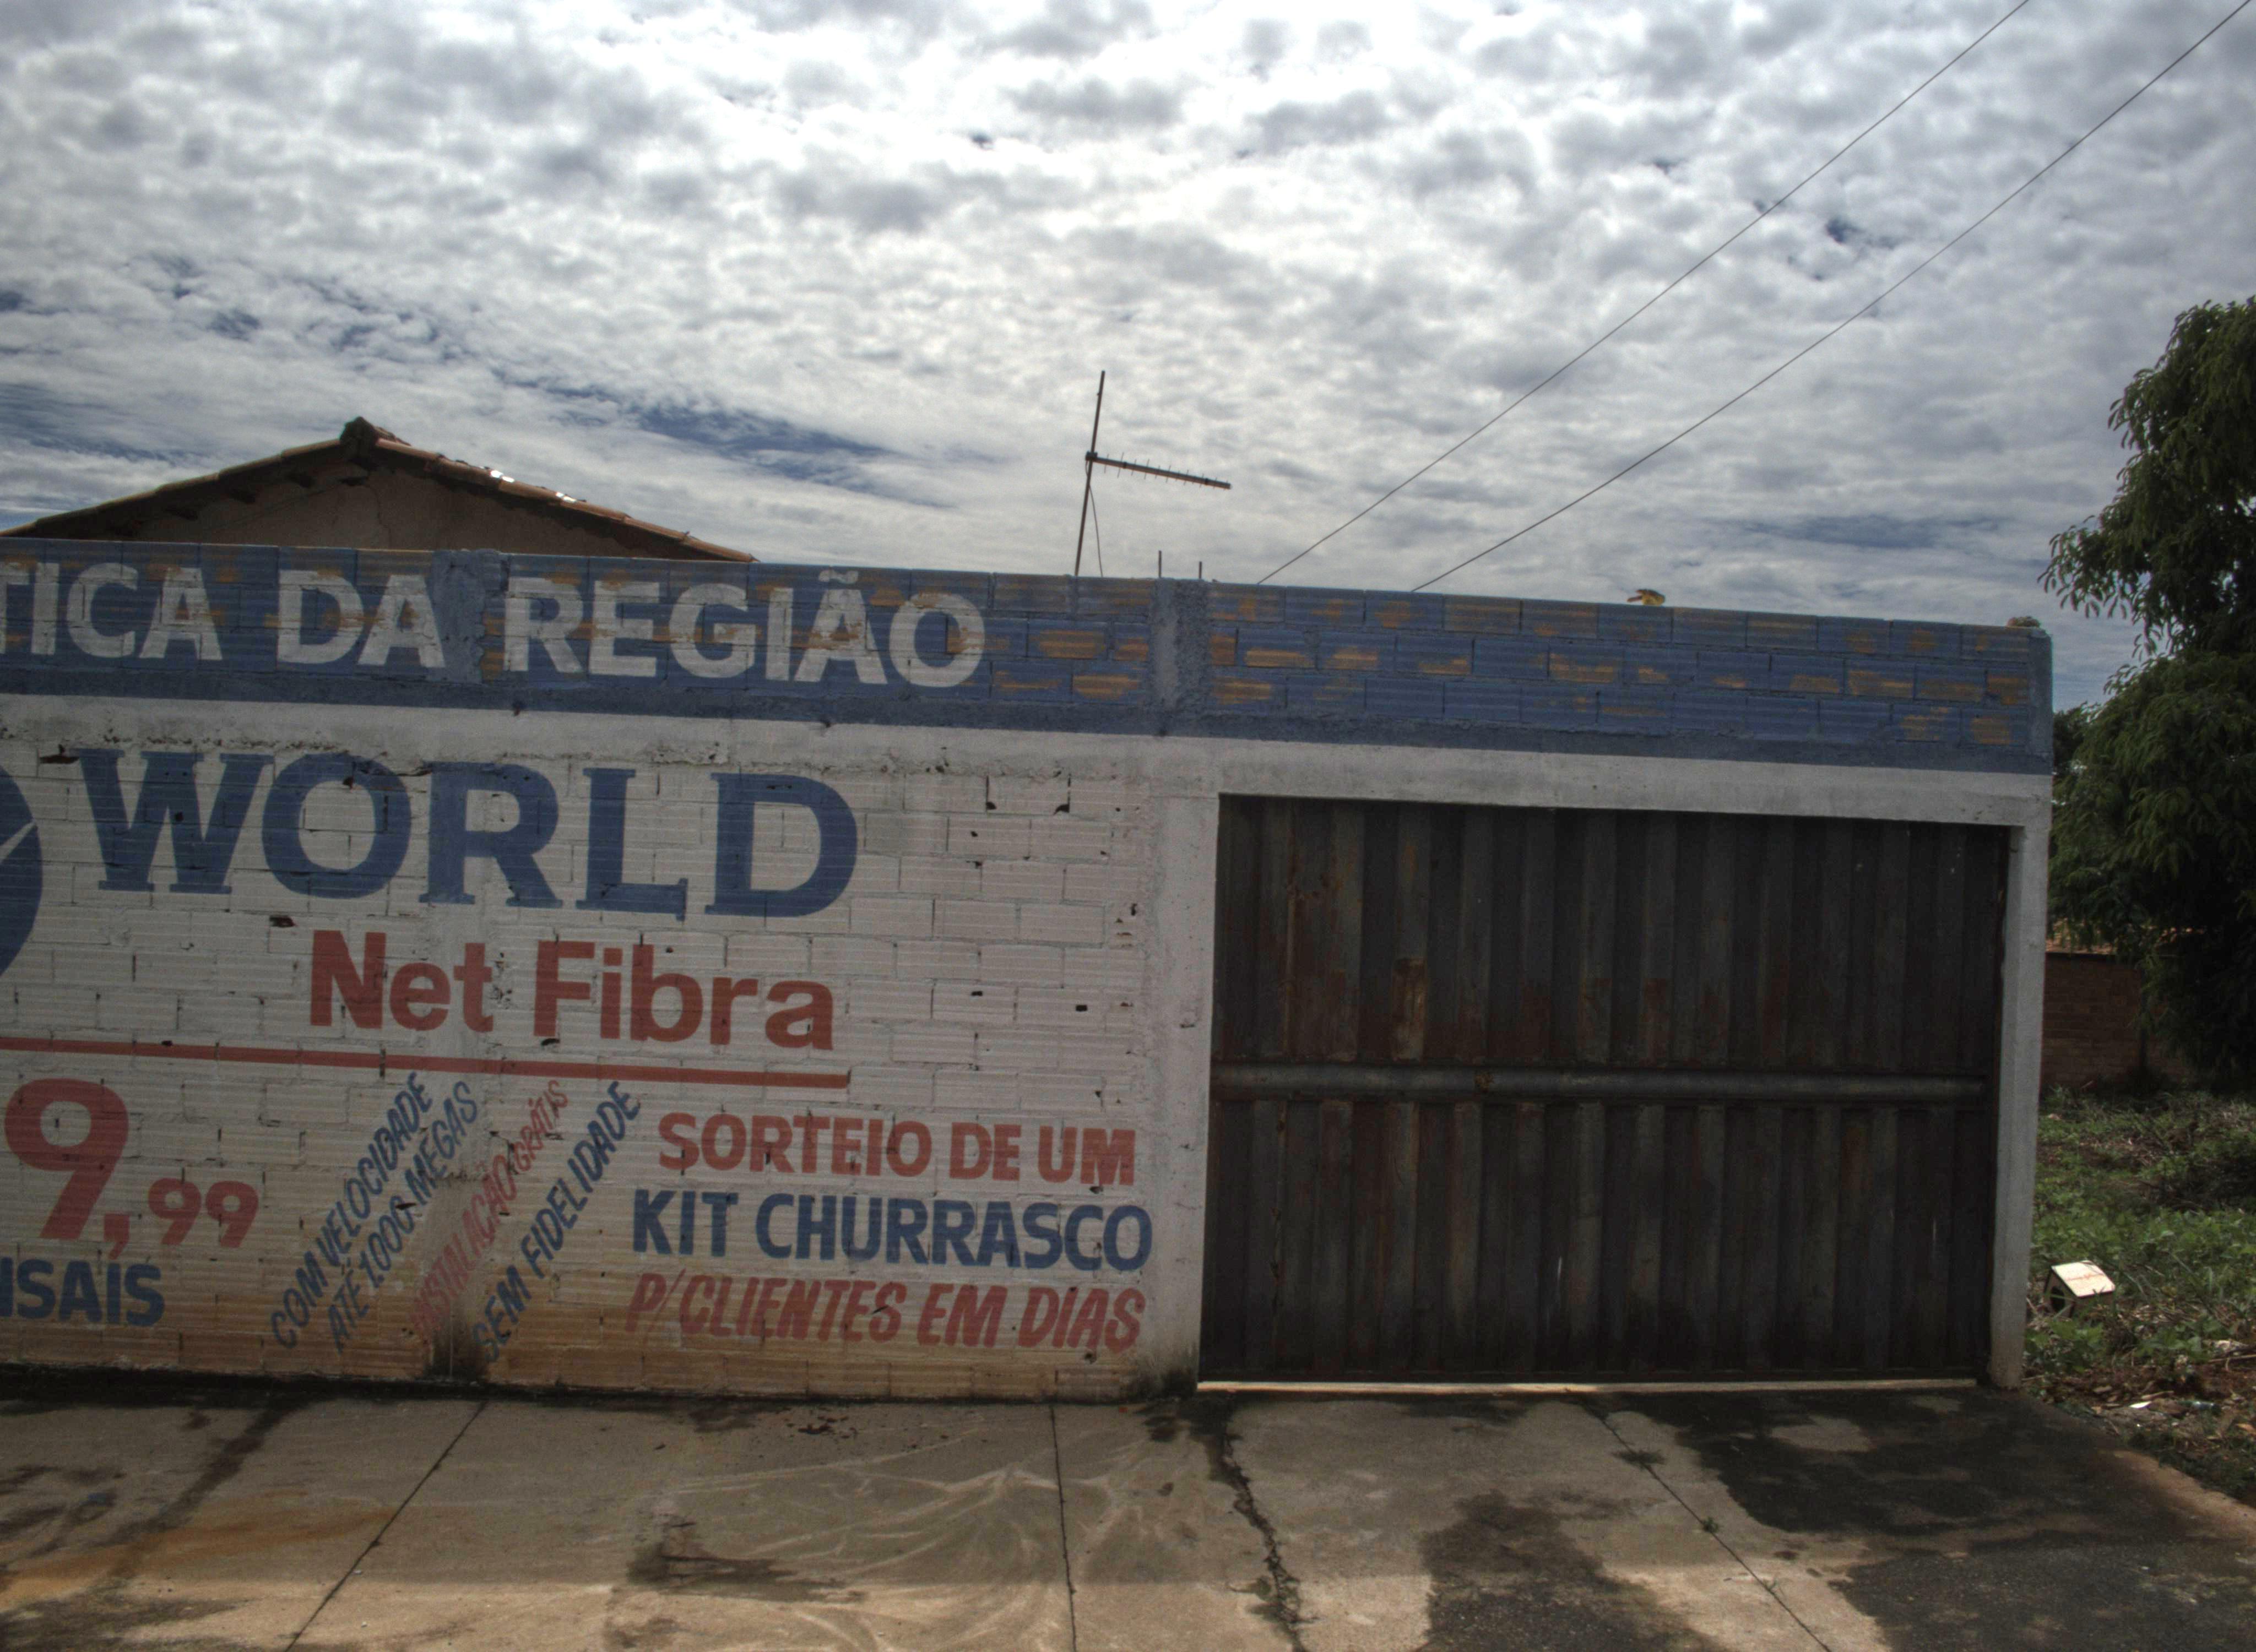 TICA DA REGIÃO
WORLD
Net Fibra
9,99
NSAIS
COM VELOCIDADE
ATÉ 1000 MEGAS
INSTALAÇÃO GRÁTIS
SEM FIDELIDADE
SORTEIO DE UM
KIT CHURRASCO
P/CLIENTES EM DIAS